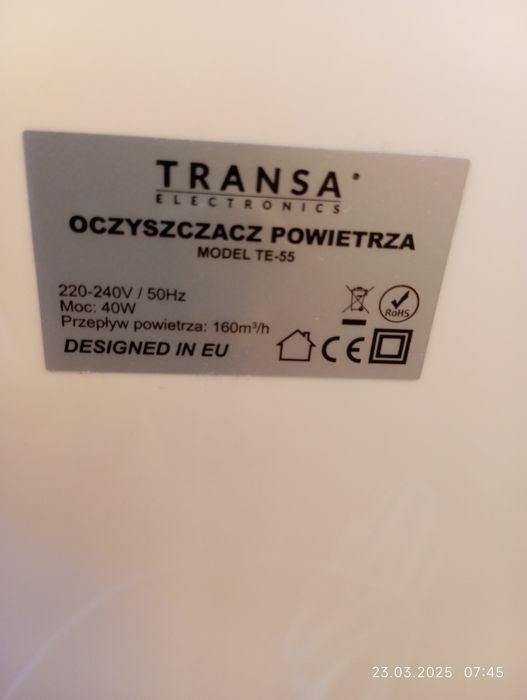 TRANSA®
ELECTRONICS
OCZYSZCZACZ POWIETRZA
MODEL TE-55
220-240V / 50Hz
Moc: 40W
Przepływ powietrza: 160m³/h
DESIGNED IN EU
RoHS
CE
23.03.2025 07:45